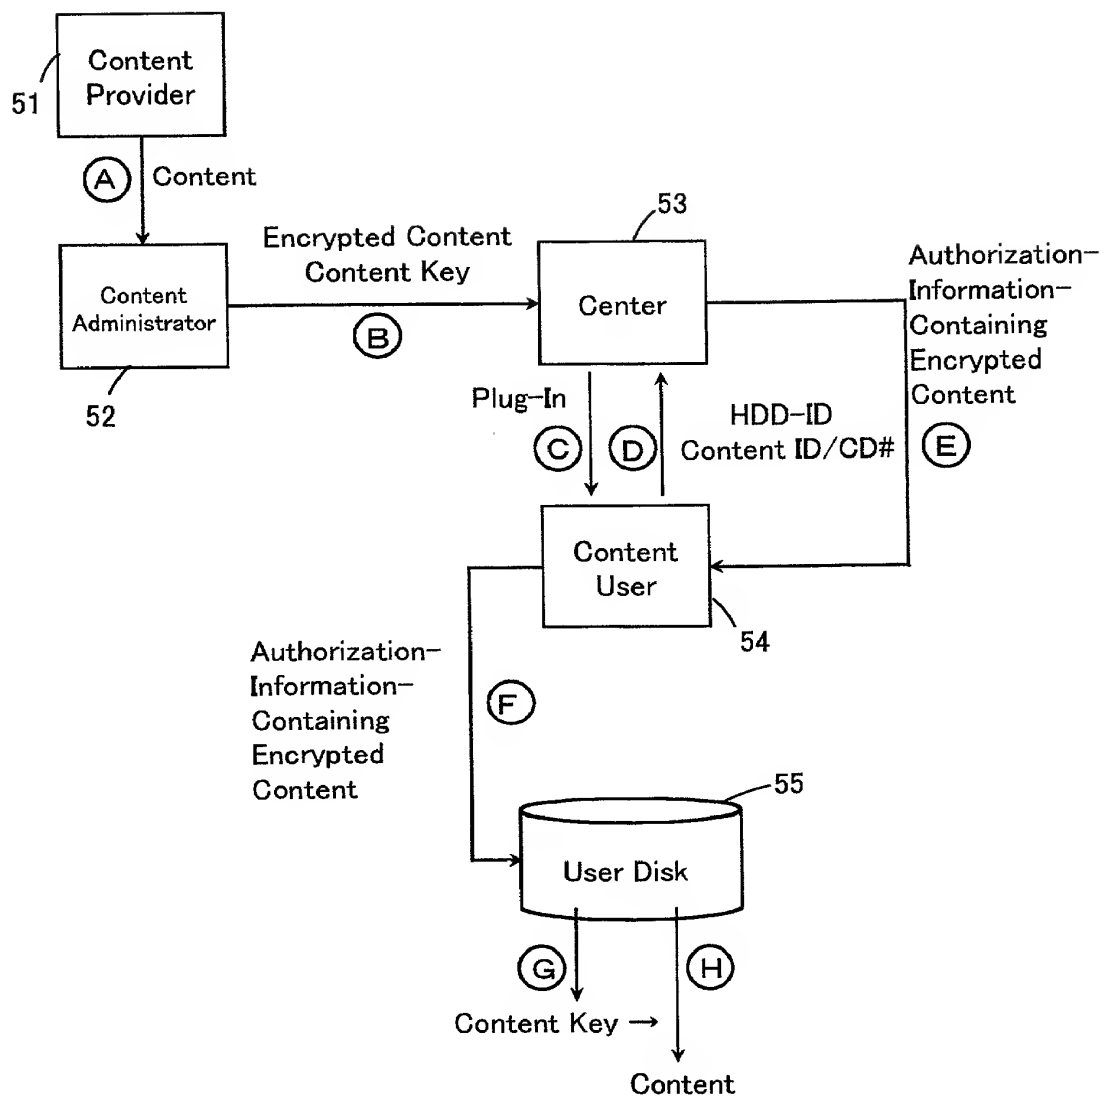 Content
Provider
51
A
Content
53
Encrypted Content
Content Key
Authorization-
Information-
Containing
Encrypted
Content
Content
Administrator
Center
B
52
Plug-In
HDD-ID
Content ID/CD#
C
D
E
Content
User
54
Authorization-
Information-
Containing
Encrypted
Content
F
55
User Disk
G
H
Content Key →
Content